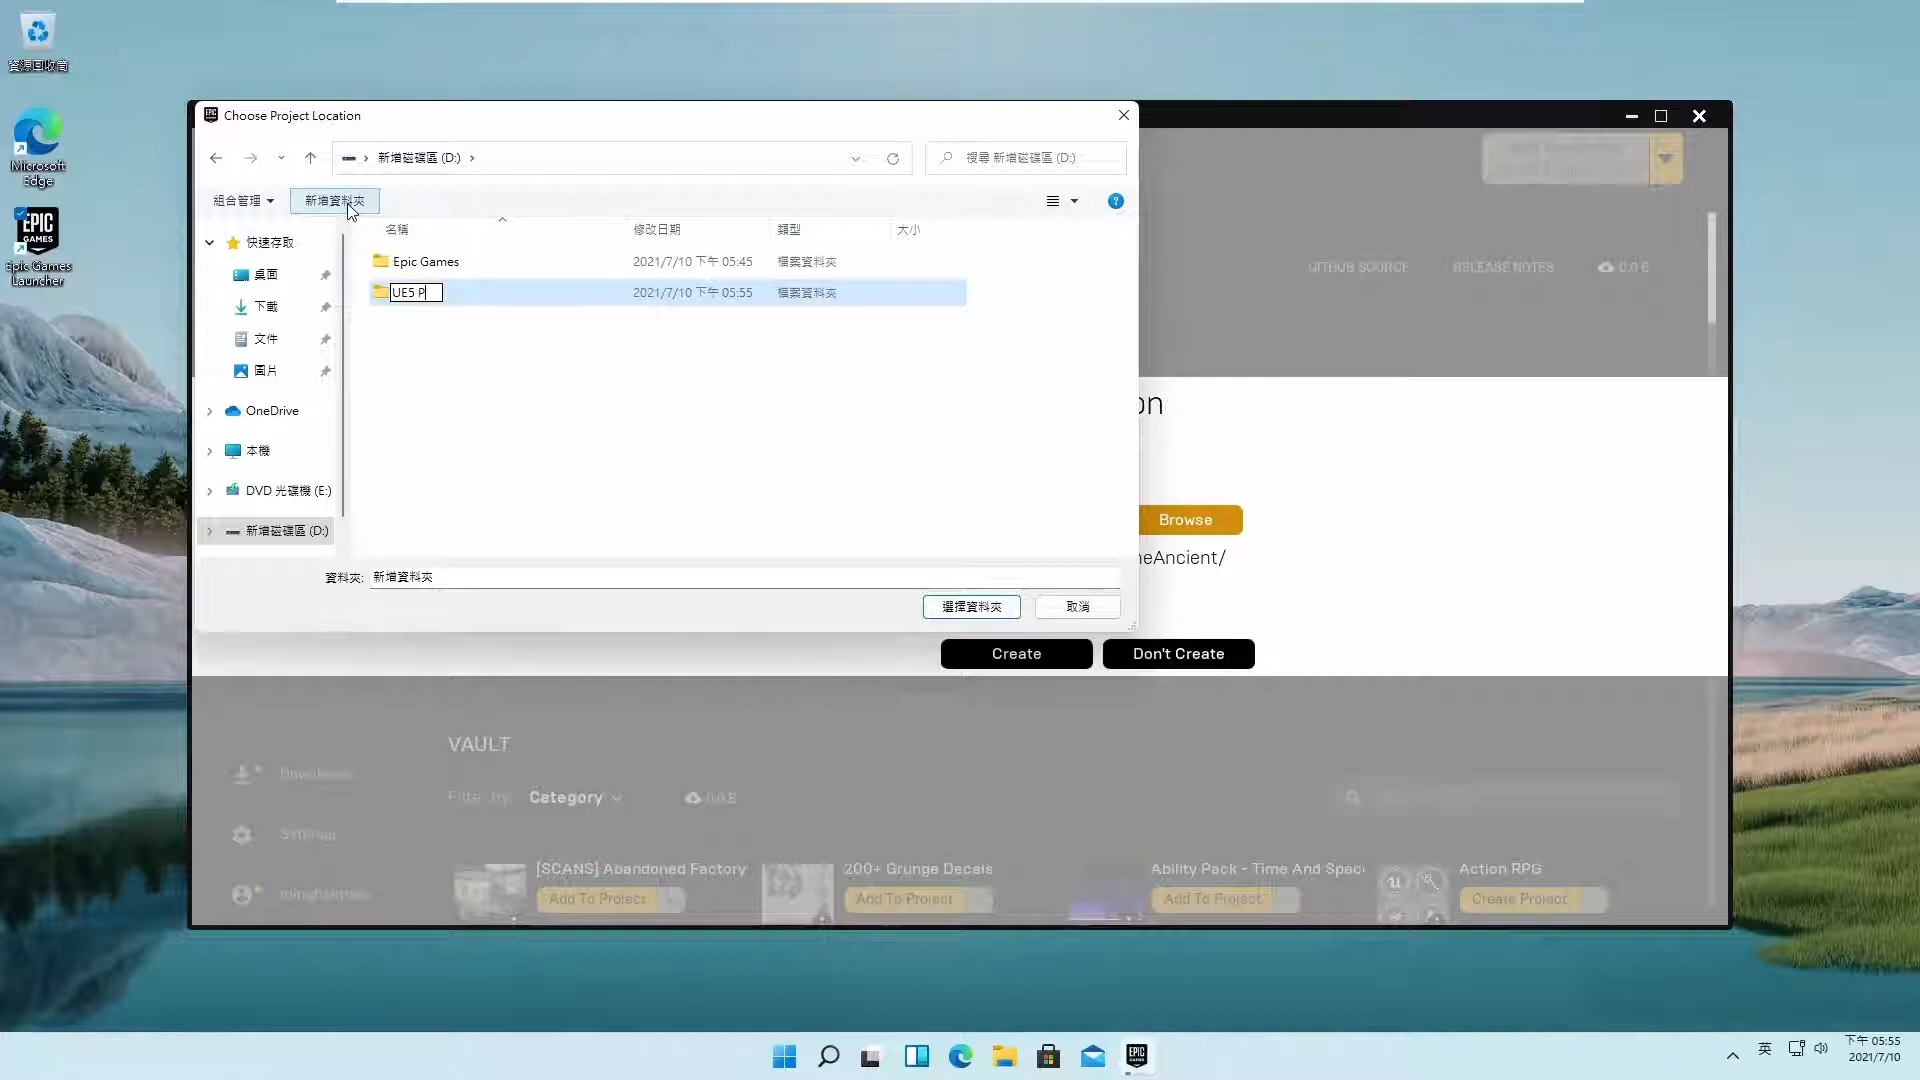 資源回收筒
Microsoft
Edge
EPIC
GAMES
Epic Games
Launcher
Choose Project Location
新增磁碟區 (D:)
搜尋 新增磁碟區 (D:)
組合管理
新增資料夾
名稱
修改日期
類型
大小
快速存取
桌面
下載
文件
圖片
OneDrive
本機
DVD 光碟機 (E:)
新增磁碟區 (D:)
Epic Games
2021/7/10 下午 05:45
檔案資料夾
UE5 P
2021/7/10 下午 05:55
檔案資料夾
資料夾:
新增資料夾
選擇資料夾
取消
GITHUB SOURCE
RELEASE NOTES
on
Browse
neAncient/
Create
Don't Create
VAULT
Filter by:
Category
Settings
[SCANS] Abandoned Factory
Add To Project
200+ Grunge Decals
Add To Project
Ability Pack - Time And Spac
Add To Project
Action RPG
Create Project
英
下午 05:55
2021/7/10